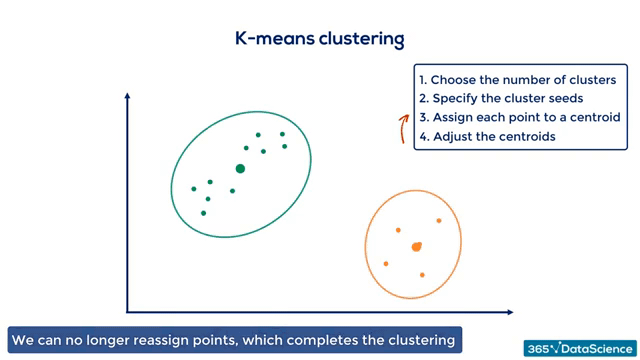 K-means clustering
1. Choose the number of clusters
2. Specify the cluster seeds
3. Assign each point to a centroid
4. Adjust the centroids
We can no longer reassign points, which completes the clustering
365√DataScience